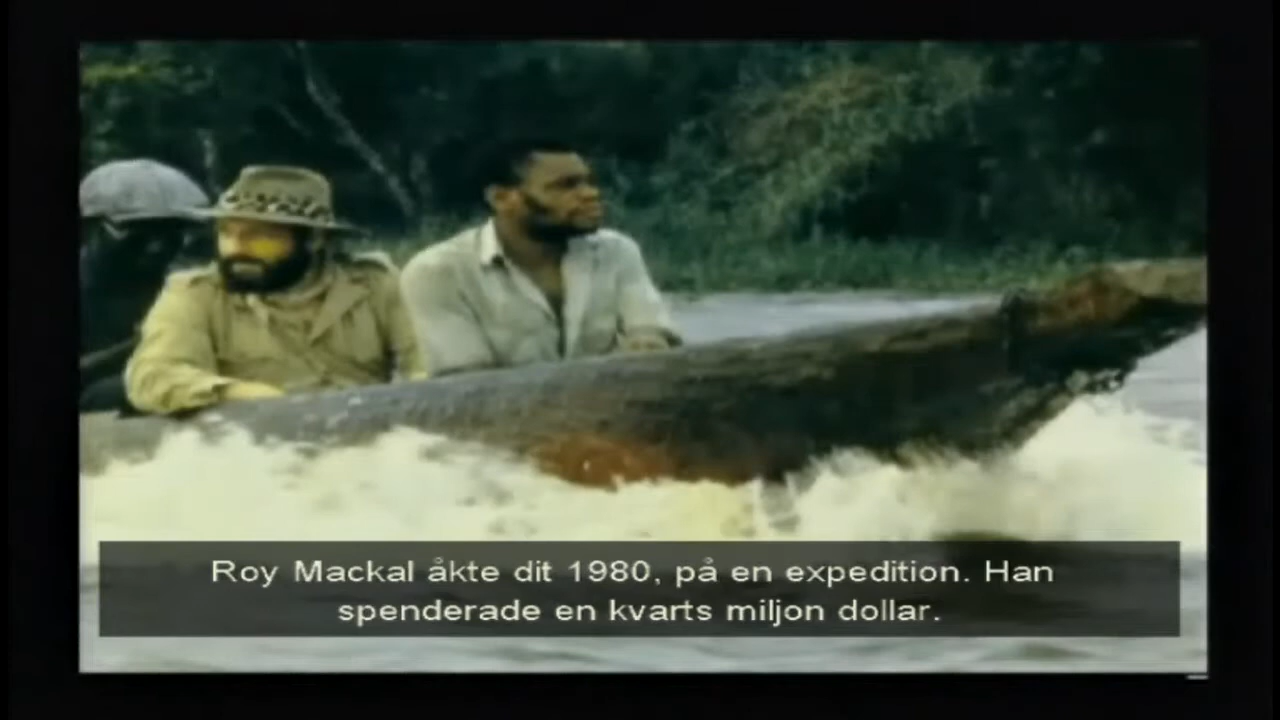 Roy Mackal åkte dit 1980, på en expedition. Han
spenderade en kvarts miljon dollar.